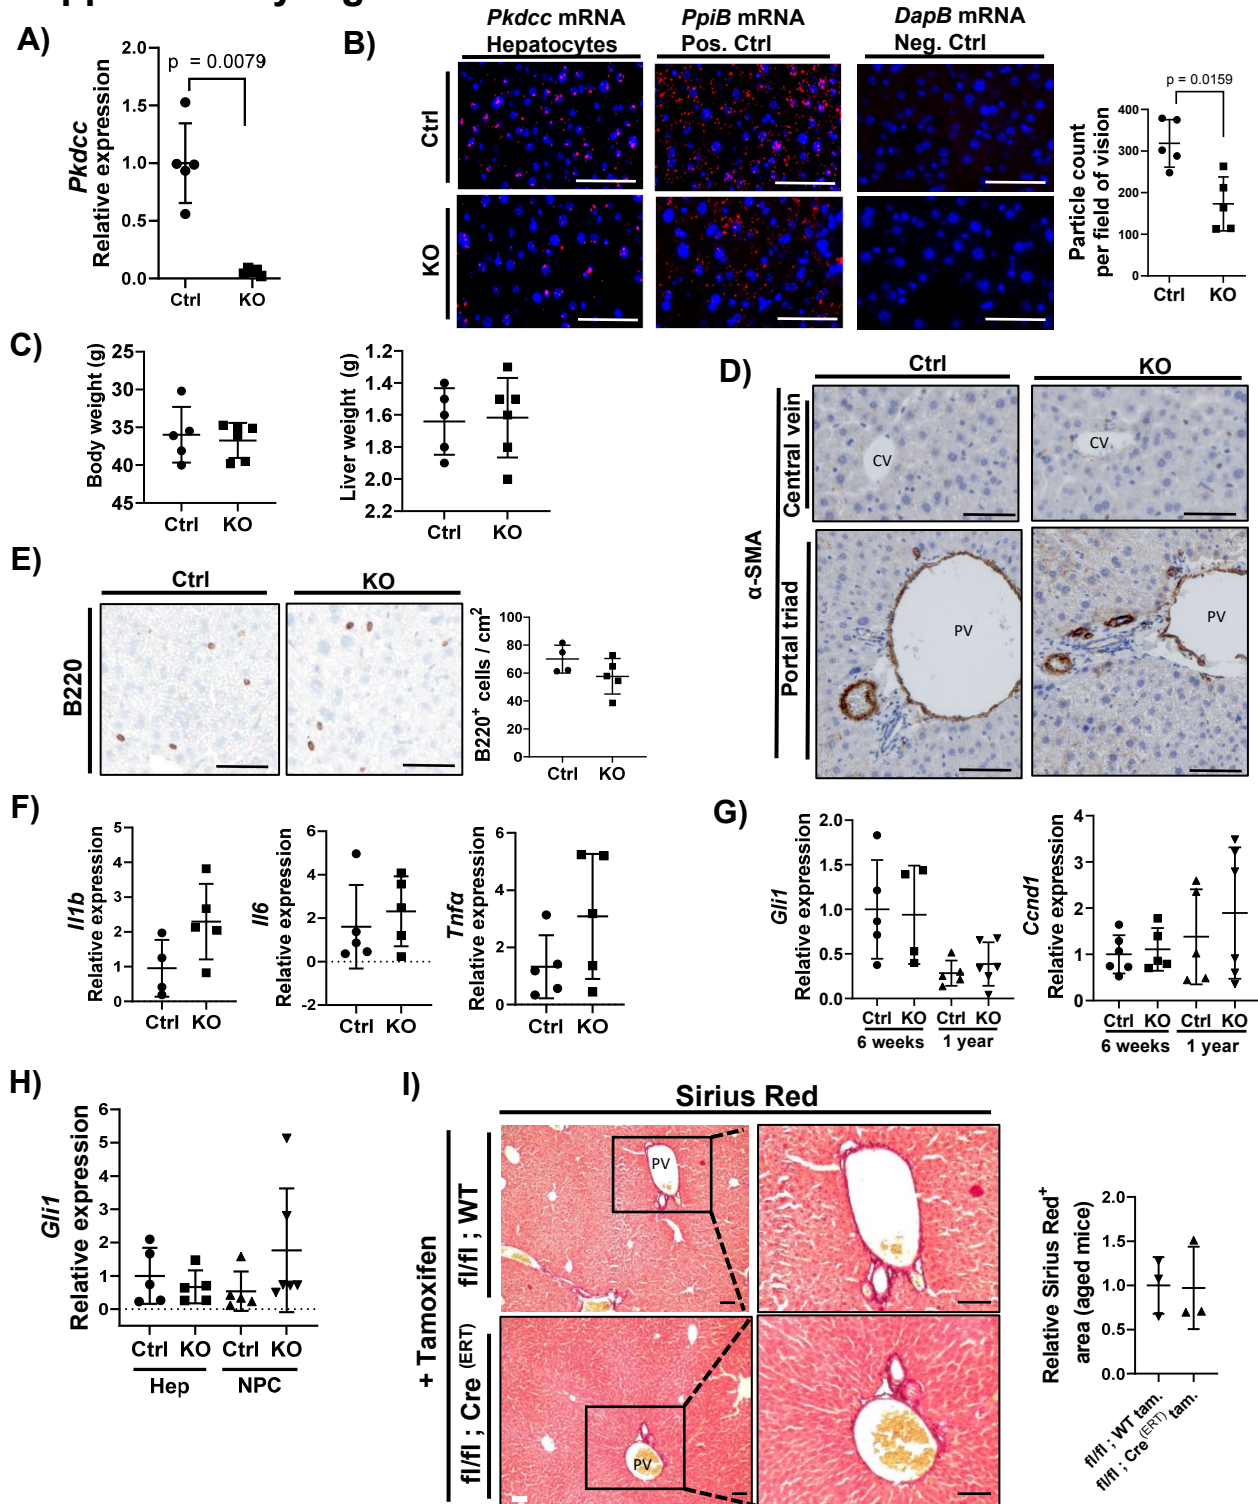 A)
Pkdcc
Relative expression
2.0
1.5
1.0
0.5
0.0
p = 0.0079
Ctrl
KO
B)
Pkdcc mRNA
Hepatocytes
PpiB mRNA
Pos. Ctrl
DapB mRNA
Neg. Ctrl
Ctrl
KO
Particle count
per field of vision
p = 0.0159
400
300
200
100
0
Ctrl
KO
C)
Body weight (g)
25
30
35
40
45
Ctrl
KO
Liver weight (g)
1.2
1.4
1.6
1.8
2.0
2.2
Ctrl
KO
D)
Ctrl
KO
α-SMA
Central vein
Portal triad
CV
CV
PV
PV
E)
Ctrl
KO
B220
B220+ cells / cm2
100
80
60
40
20
0
Ctrl
KO
F)
Il1b
Relative expression
5
4
3
2
1
0
Ctrl
KO
Il6
Relative expression
6
4
2
0
-2
Ctrl
KO
Tnfα
Relative expression
6
4
2
0
Ctrl
KO
G)
Gli1
Relative expression
2.0
1.5
1.0
0.5
0.0
Ctrl KO Ctrl KO
6 weeks 1 year
Ccnd1
Relative expression
4
3
2
1
0
Ctrl KO Ctrl KO
6 weeks 1 year
H)
Gli1
Relative expression
6
5
4
3
2
1
0
Ctrl KO Ctrl KO
Hep NPC
I)
Sirius Red
+ Tamoxifen
fl/fl ; WT
fl/fl ; Cre (ERT)
PV
PV
Relative Sirius Red+
area (aged mice)
2.0
1.5
1.0
0.5
0.0
fl/fl ; WT tam.
fl/fl ; Cre(ERT) tam.